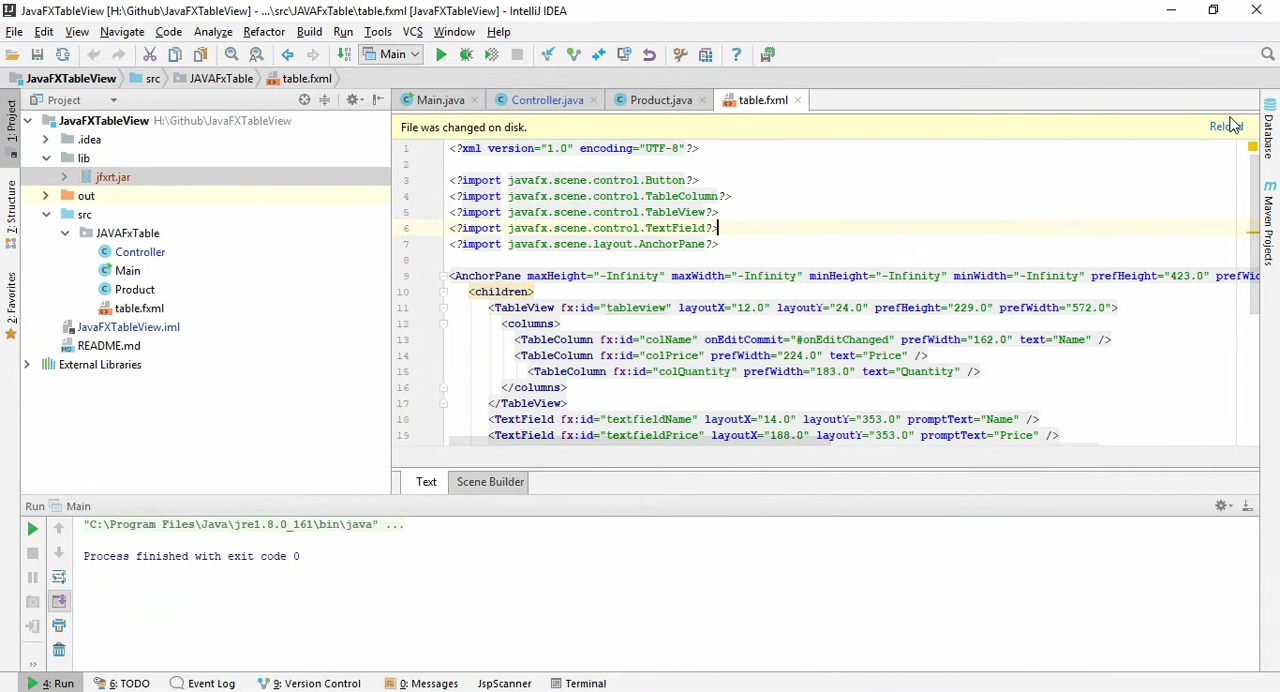 JavaFXTableView [H:\Github\JavaFXTableView] - ...\src\JAVAFxTable\table.fxml [JavaFXTableView] - IntelliJ IDEA
File Edit View Navigate Code Analyze Refactor Build Run Tools VCS Window Help
Main
JavaFXTableView src JAVAFxTable table.fxml
Project
Main.java Controller.java Product.java table.fxml
1: Project
Z: Structure
2: Favorites
JavaFXTableView H:\Github\JavaFXTableView
.idea
lib
jfxrt.jar
out
src
JAVAFxTable
Controller
Main
Product
table.fxml
JavaFXTableView.iml
README.md
External Libraries
File was changed on disk. Reload
1 <?xml version="1.0" encoding="UTF-8"?>
2
3 <?import javafx.scene.control.Button?>
4 <?import javafx.scene.control.TableColumn?>
5 <?import javafx.scene.control.TableView?>
6 <?import javafx.scene.control.TextField?>
7 <?import javafx.scene.layout.AnchorPane?>
8
9 <AnchorPane maxHeight="-Infinity" maxWidth="-Infinity" minHeight="-Infinity" minWidth="-Infinity" prefHeight="423.0" prefWid
10 <children>
11 <TableView fx:id="tableview" layoutX="12.0" layoutY="24.0" prefHeight="229.0" prefWidth="572.0">
12 <columns>
13 <TableColumn fx:id="colName" onEditCommit="#onEditChanged" prefWidth="162.0" text="Name" />
14 <TableColumn fx:id="colPrice" prefWidth="224.0" text="Price" />
15 <TableColumn fx:id="colQuantity" prefWidth="183.0" text="Quantity" />
16 </columns>
17 </TableView>
18 <TextField fx:id="textfieldName" layoutX="14.0" layoutY="353.0" promptText="Name" />
19 <TextField fx:id="textfieldPrice" layoutX="188.0" layoutY="353.0" promptText="Price" />
Text Scene Builder
Database
Maven Projects
Run Main
"C:\Program Files\Java\jre1.8.0_161\bin\java" ...
Process finished with exit code 0
4: Run 6: TODO Event Log 9: Version Control 0: Messages JspScanner Terminal